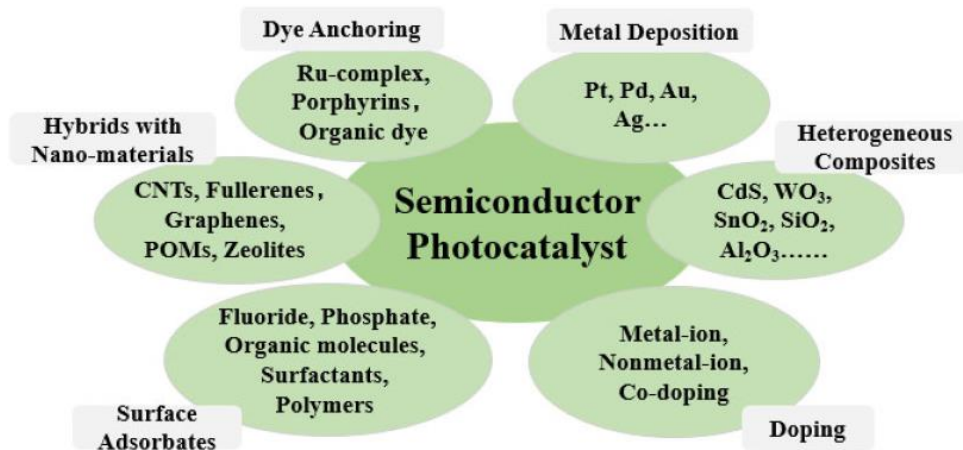 Dye Anchoring
Ru-complex,
Porphyrins,
Organic dye
Metal Deposition
Pt, Pd, Au,
Ag…
Hybrids with
Nano-materials
CNTs, Fullerenes,
Graphenes,
POMs, Zeolites
Semiconductor
Photocatalyst
Heterogeneous
Composites
CdS, WO₃,
SnO₂, SiO₂,
Al₂O₃……
Fluoride, Phosphate,
Organic molecules,
Surfactants,
Polymers
Surface
Adsorbates
Metal-ion,
Nonmetal-ion,
Co-doping
Doping